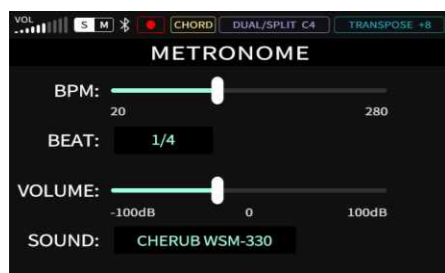 VOL S M CHORD DUAL/SPLIT C4 TRANSPOSE +8
METRONOME
BPM:
20 280
BEAT: 1/4
VOLUME:
-100dB 0 100dB
SOUND: CHERUB WSM-330